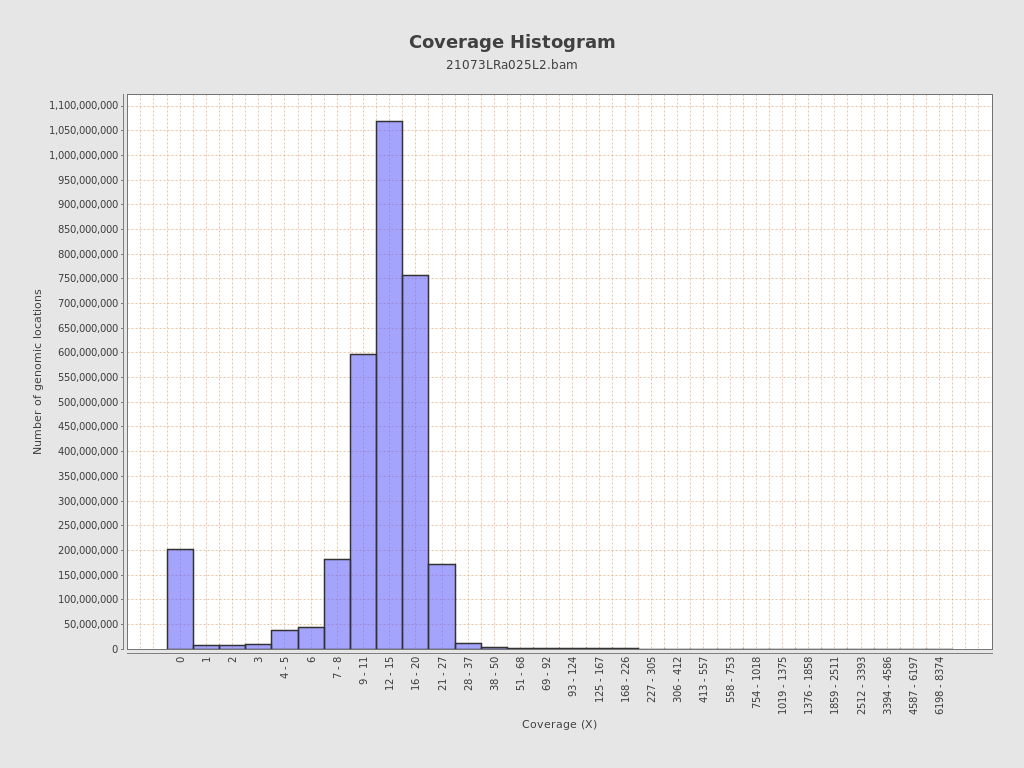 Coverage Histogram
21073LRa025L2.bam
1,100,000,000
1,050,000,000
1,000,000,000
950,000,000
900,000,000
850,000,000
800,000,000
750,000,000
700,000,000
650,000,000
600,000,000
550,000,000
500,000,000
450,000,000
400,000,000
350,000,000
300,000,000
250,000,000
200,000,000
150,000,000
100,000,000
50,000,000
0
Number of genomic locations
0
1
2
3
4 - 5
6
7 - 8
9 - 11
12 - 15
16 - 20
21 - 27
28 - 37
38 - 50
51 - 68
69 - 92
93 - 124
125 - 167
168 - 226
227 - 305
306 - 412
413 - 557
558 - 753
754 - 1018
1019 - 1375
1376 - 1858
1859 - 2511
2512 - 3393
3394 - 4586
4587 - 6197
6198 - 8374
Coverage (X)